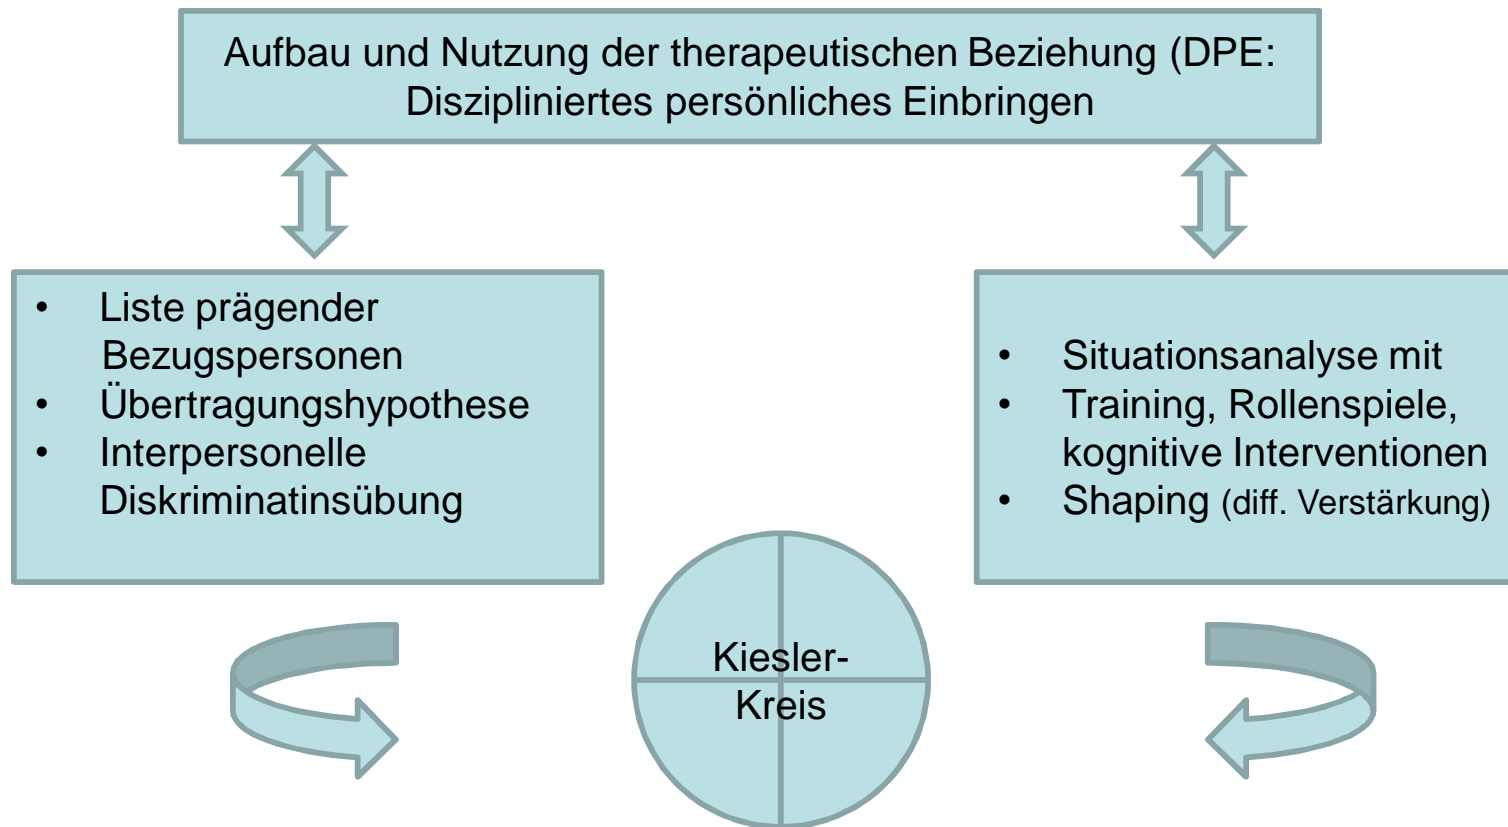 Aufbau und Nutzung der therapeutischen Beziehung (DPE:
Diszipliniertes persönliches Einbringen
• Liste prägender
Bezugspersonen
• Übertragungshypothese
• Interpersonelle
Diskriminatinsübung
• Situationsanalyse mit
• Training, Rollenspiele,
kognitive Interventionen
• Shaping (diff. Verstärkung)
Kiesler-
Kreis